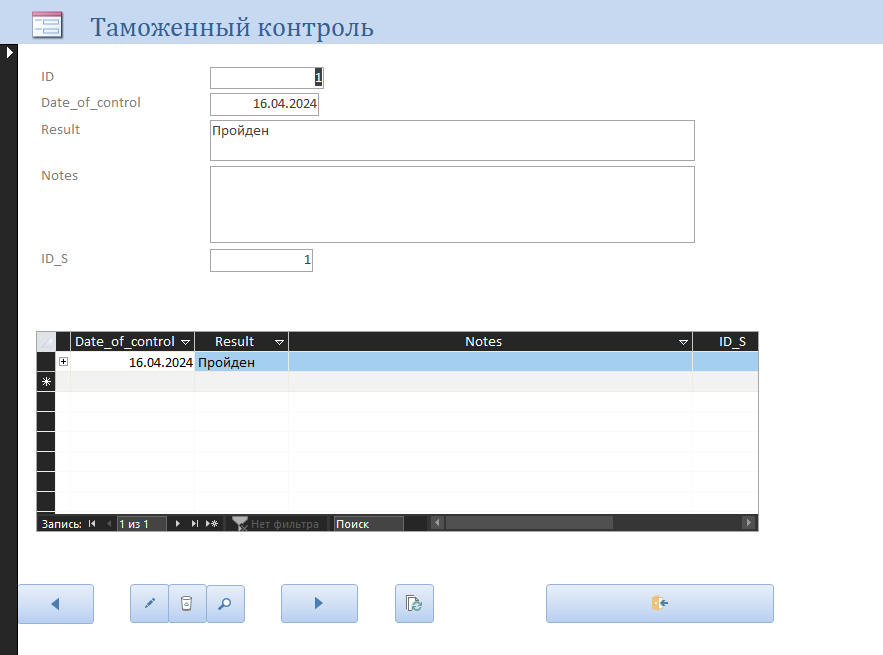 Таможенный контроль
ID 1
Date_of_control 16.04.2024
Result Пройден
Notes
ID_S 1
Date_of_control Result Notes ID_S
16.04.2024 Пройден
Запись: 1 из 1 Нет фильтра Поиск